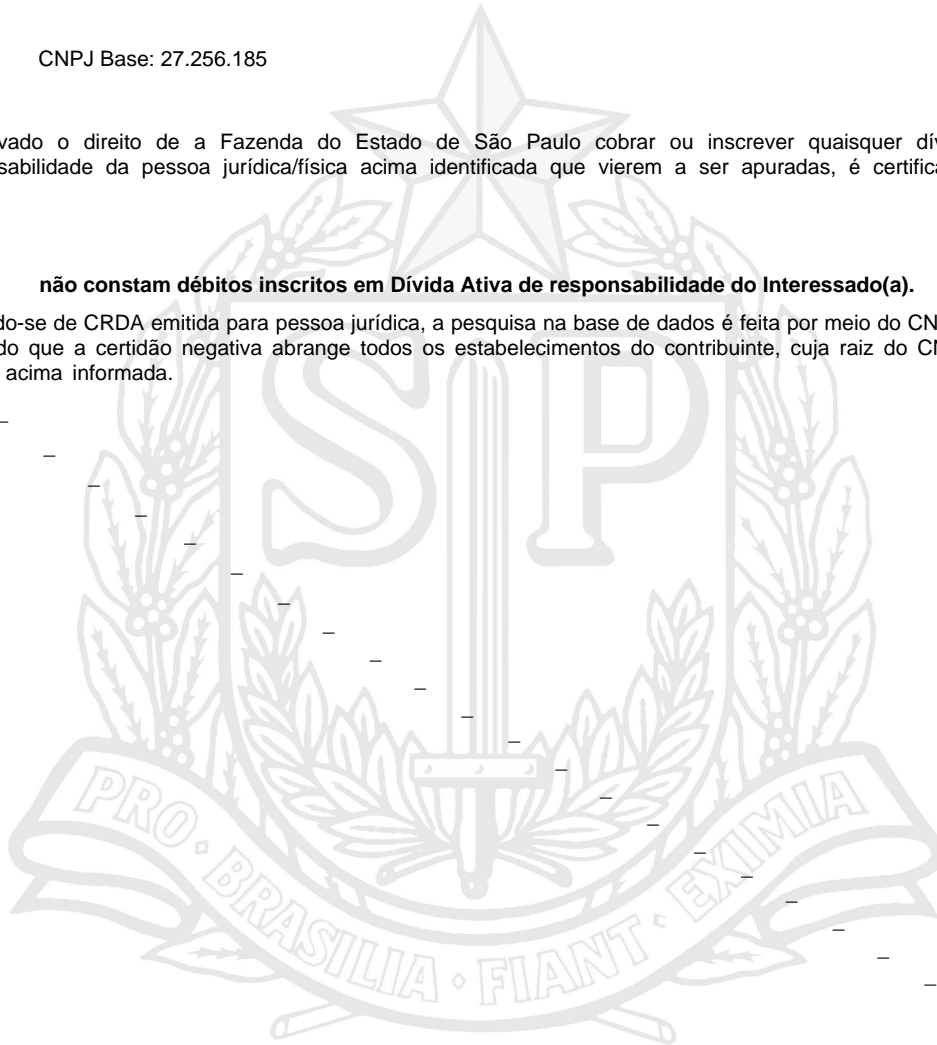 CNPJ Base: 27.256.185
vado o direito de a Fazenda do Estado de São Paulo cobrar ou inscrever quaisquer dív
sabilidade da pessoa jurídica/física acima identificada que vierem a ser apuradas, é certifica
não constam débitos inscritos em Dívida Ativa de responsabilidade do Interessado(a).
do-se de CRDA emitida para pessoa jurídica, a pesquisa na base de dados é feita por meio do CN
do que a certidão negativa abrange todos os estabelecimentos do contribuinte, cuja raiz do CN
acima informada.
SP
PRO • BRASILIA • FIANT • EXIMIA